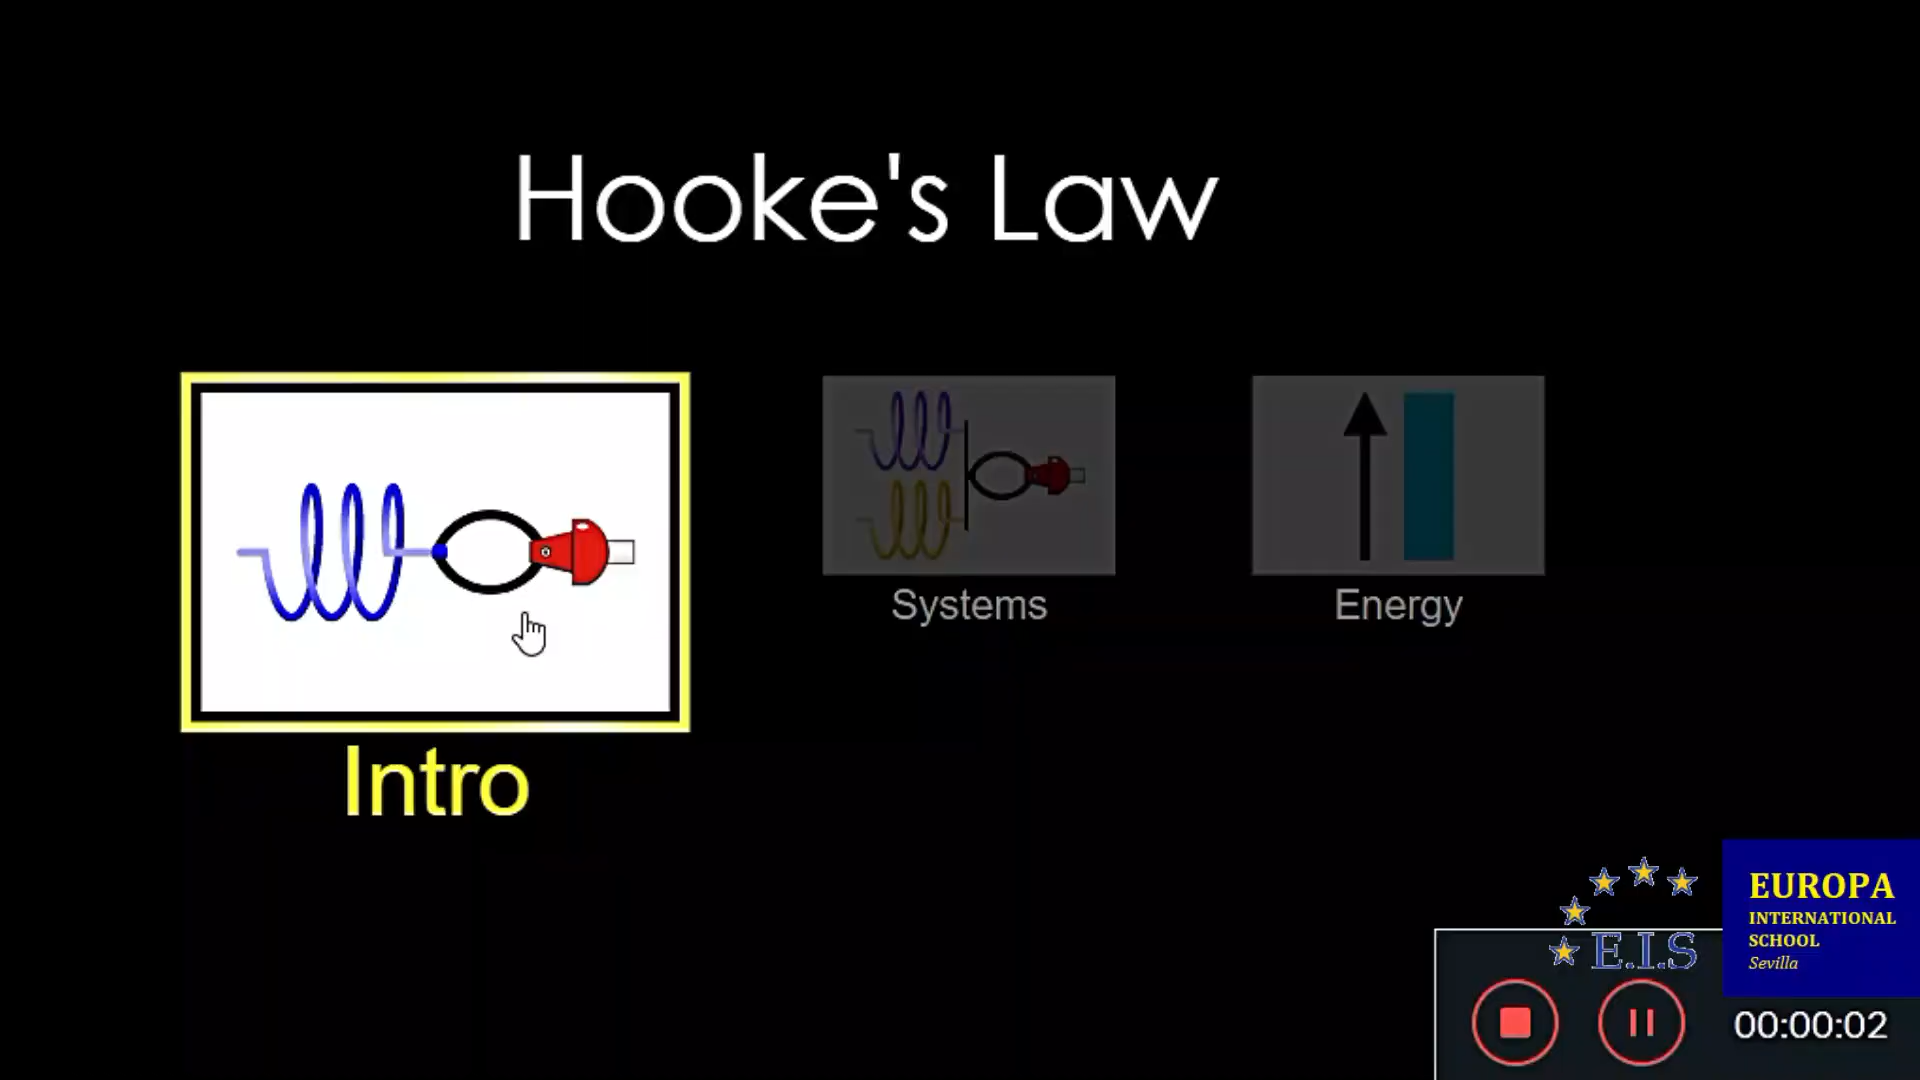 Hooke's Law
Intro
Systems
Energy
EUROPA
INTERNATIONAL
SCHOOL
Sevilla
E.I.S
00:00:02